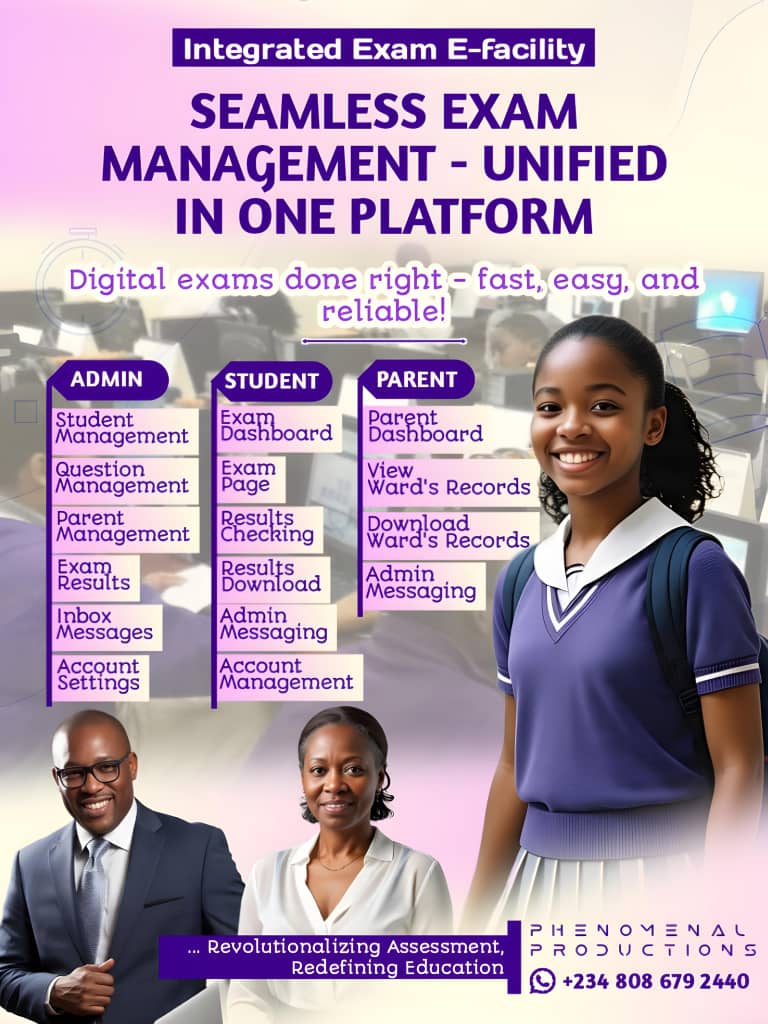 Integrated Exam E-facility
SEAMLESS EXAM
MANAGEMENT - UNIFIED
IN ONE PLATFORM
Digital exams done right - fast, easy, and
reliable!
ADMIN
Student
Management
Question
Management
Parent
Management
Exam
Results
Inbox
Messages
Account
Settings
STUDENT
Exam
Dashboard
Exam
Page
Results
Checking
Results
Download
Admin
Messaging
Account
Management
PARENT
Parent
Dashboard
View
Ward's Records
Download
Ward's Records
Admin
Messaging
... Revolutionalizing Assessment,
Redefining Education
PHENOMENAL
PRODUCTIONS
+234 808 679 2440